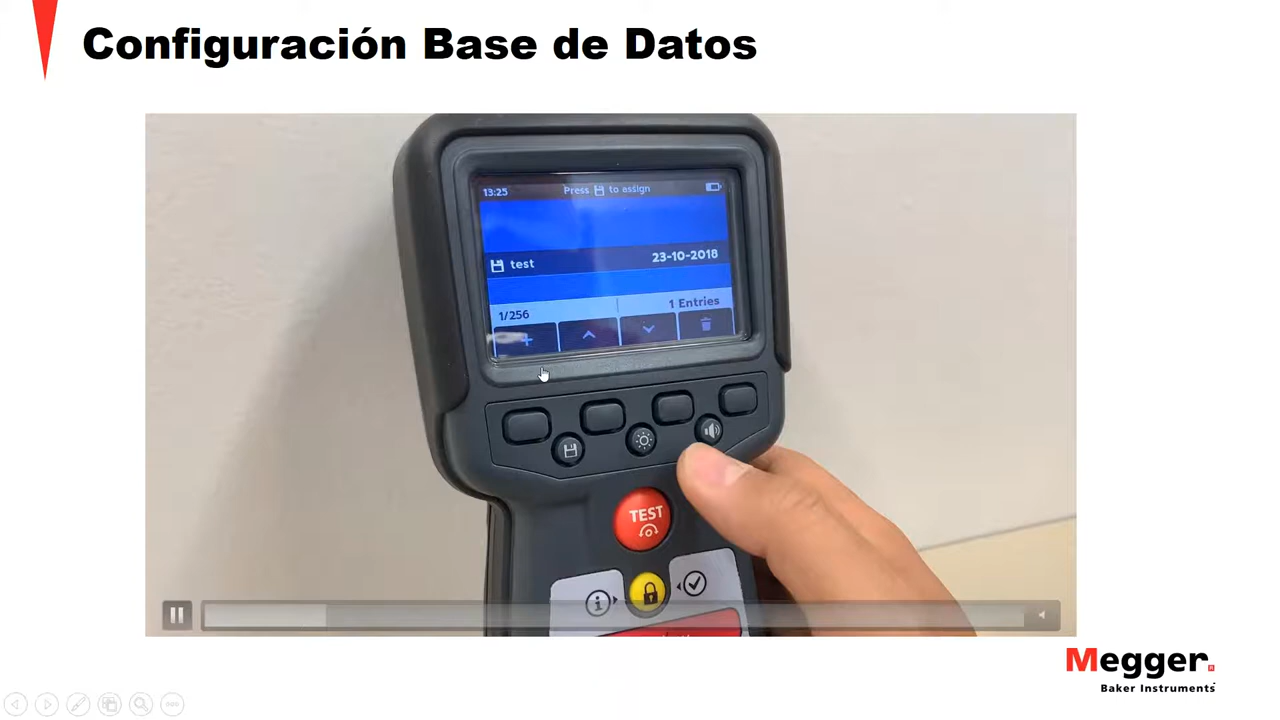 Configuración Base de Datos
13:25 Press to assign
test 23-10-2018
1/256 1 Entries
TEST
Megger.
Baker Instruments